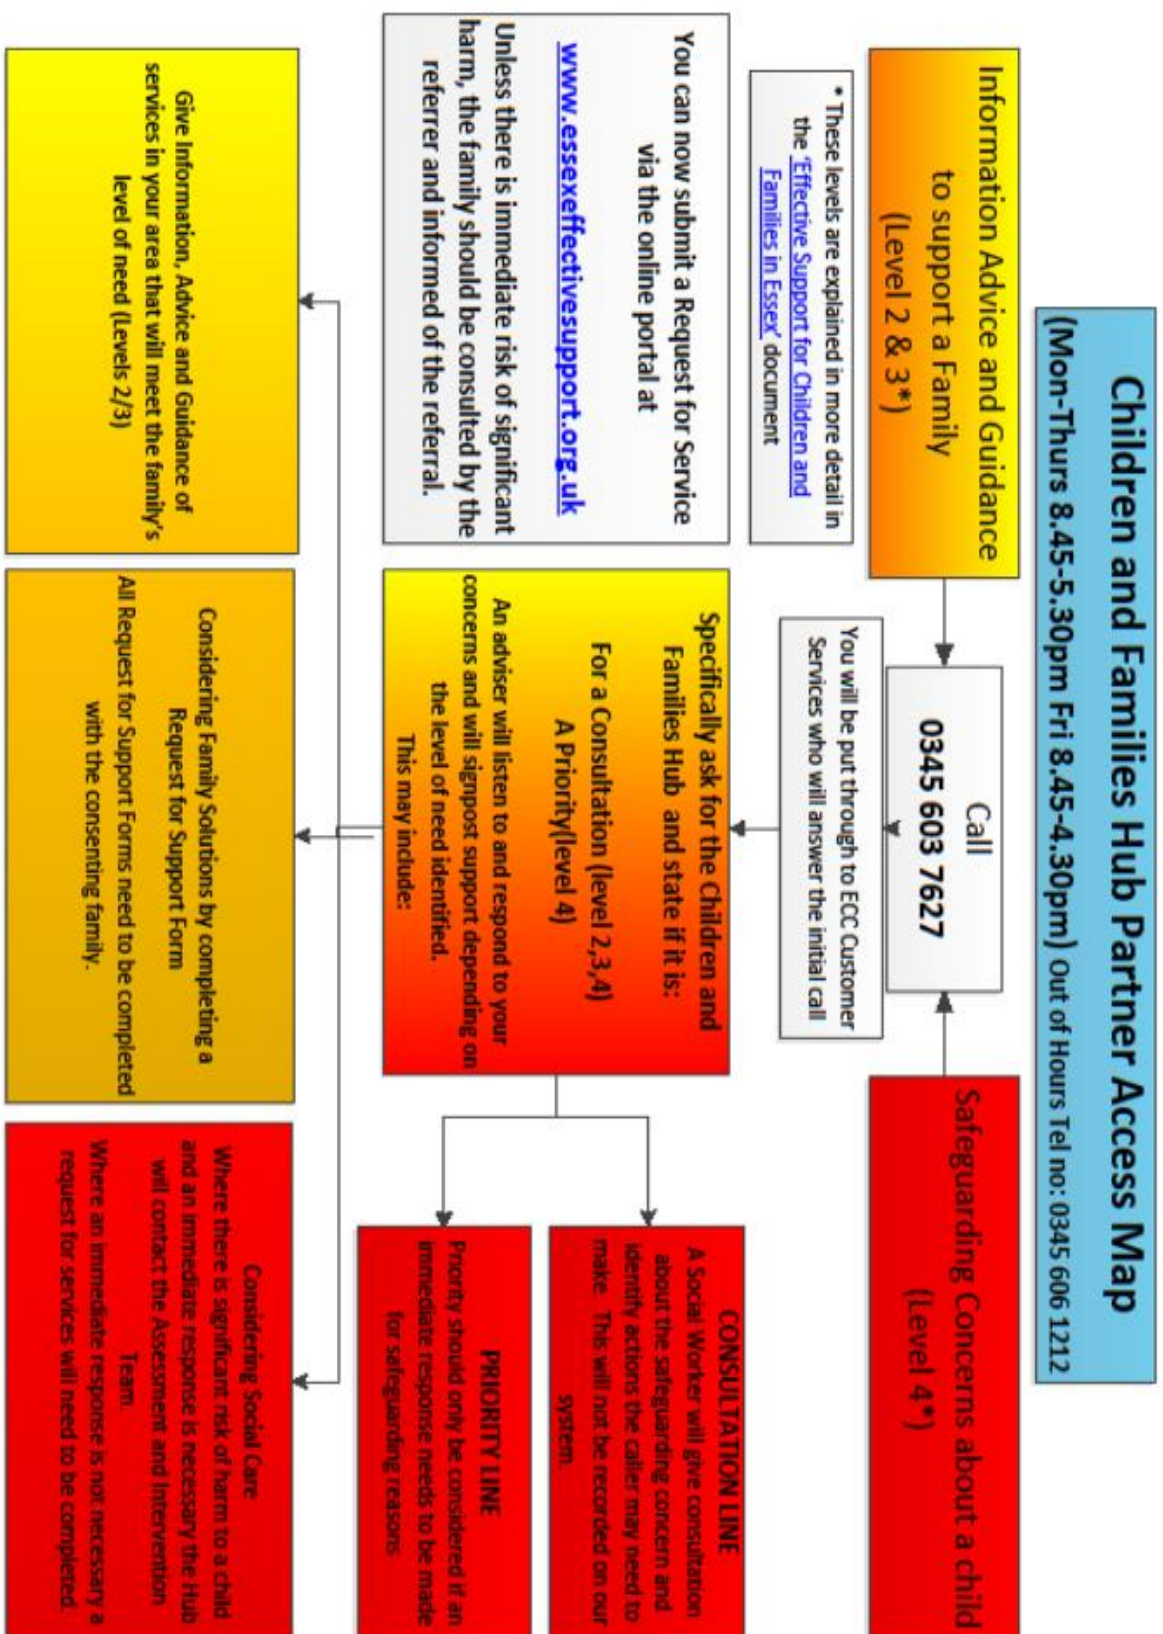 Children and Families Hub Partner Access Map
(Mon-Thurs 8.45-5.30pm Fri 8.45-4.30pm) Out of Hours Tel no: 0345 606 1212
Information Advice and Guidance
to support a Family
(Level 2 & 3*)
Call
0345 603 7627
Safeguarding Concerns about a child
(Level 4*)
* These levels are explained in more detail in
the 'Effective Support for Children and
Families in Essex' document
You will be put through to ECC Customer
Services who will answer the initial call
You can now submit a Request for Service
via the online portal at
www.essexeffectivesupport.org.uk
Unless there is immediate risk of significant
harm, the family should be consulted by the
referrer and informed of the referral.
Specifically ask for the Children and
Families Hub and state if it is:
For a Consultation (level 2,3,4)
A Priority(level 4)
An adviser will listen to and respond to your
concerns and will signpost support depending on
the level of need identified.
This may include:
CONSULTATION LINE
A Social Worker will give consultation
about the safeguarding concern and
identify actions the caller may need to
make. This will not be recorded on our
system.
PRIORITY LINE
Priority should only be considered if an
immediate response needs to be made
for safeguarding reasons
Give Information, Advice and Guidance of
services in your area that will meet the family's
level of need (Levels 2/3)
Considering Family Solutions by completing a
Request for Support Form
All Request for Support Forms need to be completed
with the consenting family.
Considering Social Care
Where there is significant risk of harm to a child
and an immediate response is necessary the Hub
will contact the Assessment and Intervention
Team.
Where an immediate response is not necessary a
request for services will need to be completed.